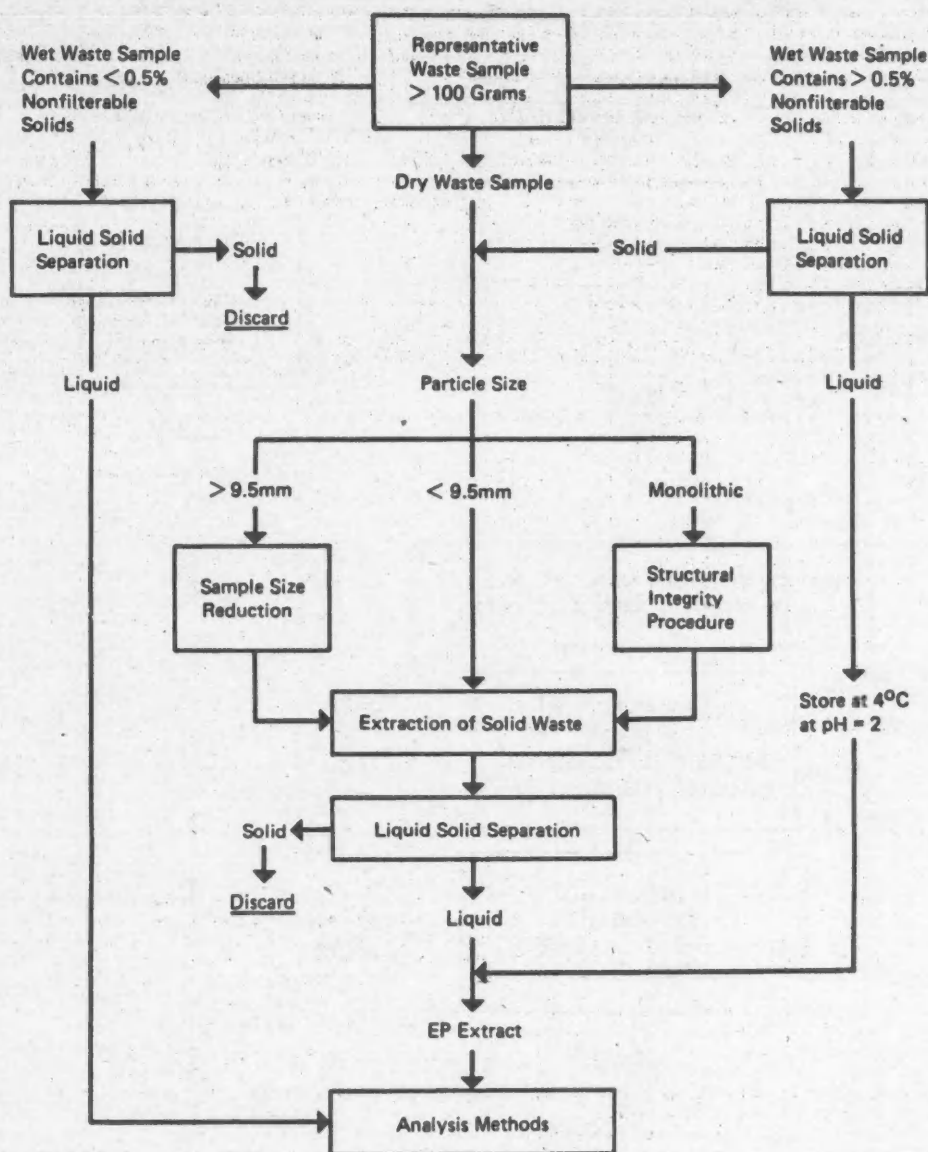 Wet Waste Sample
Contains < 0.5%
Nonfilterable
Solids
Representative
Waste Sample
> 100 Grams
Wet Waste Sample
Contains > 0.5%
Nonfilterable
Solids
Dry Waste Sample
Liquid Solid
Separation
Solid
Discard
Solid
Liquid Solid
Separation
Liquid
Particle Size
Liquid
> 9.5mm
< 9.5mm
Monolithic
Sample Size
Reduction
Structural
Integrity
Procedure
Extraction of Solid Waste
Store at 4°C
at pH = 2
Liquid Solid Separation
Solid
Discard
Liquid
EP Extract
Analysis Methods